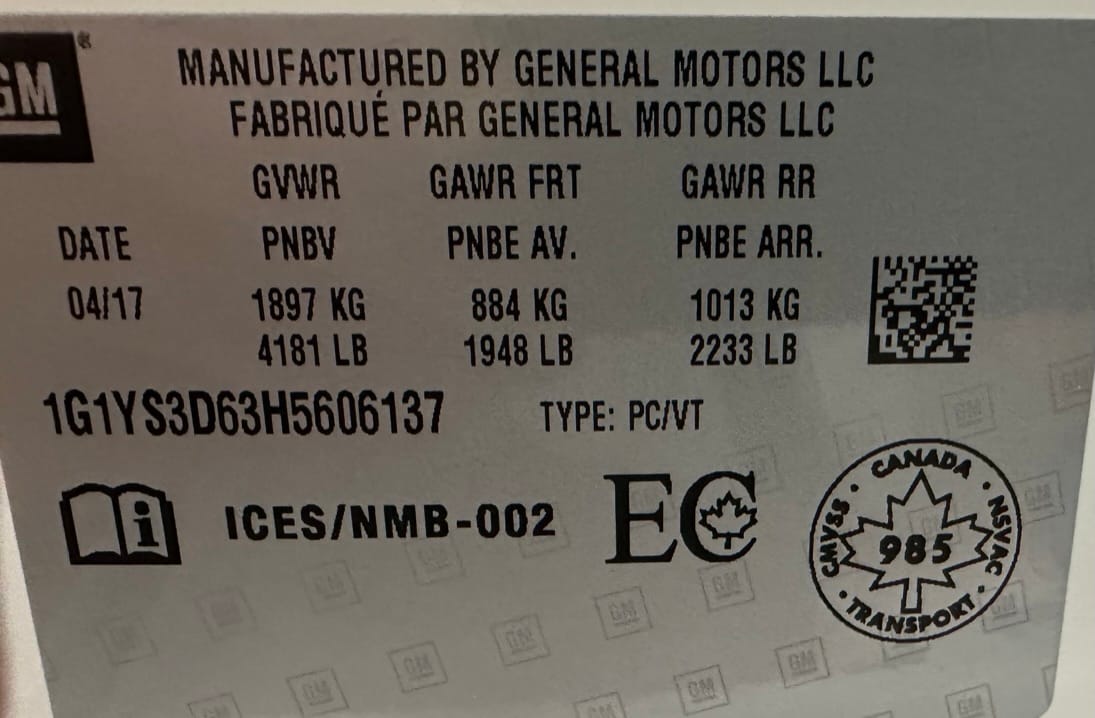 GM®
MANUFACTURED BY GENERAL MOTORS LLC
FABRIQUÉ PAR GENERAL MOTORS LLC
GVWR GAWR FRT GAWR RR
DATE PNBV PNBE AV. PNBE ARR.
04/17 1897 KG 884 KG 1013 KG
4181 LB 1948 LB 2233 LB
1G1YS3D63H5606137 TYPE: PC/VT
i ICES/NMB-002 EC
CANADA · NSVAC · TRANSPORT · CMVSS ·
985